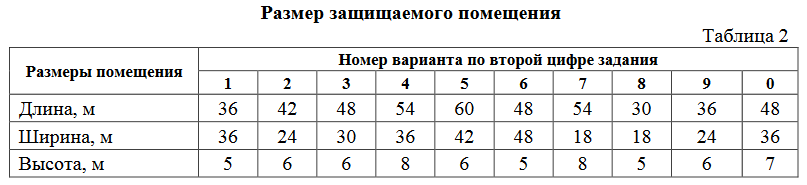 Размер защищаемого помещения
Таблица 2
Размеры помещения Номер варианта по второй цифре задания
1 2 3 4 5 6 7 8 9 0
Длина, м 36 42 48 54 60 48 54 30 36 48
Ширина, м 36 24 30 36 42 48 18 18 24 36
Высота, м 5 6 6 8 6 5 8 5 6 7